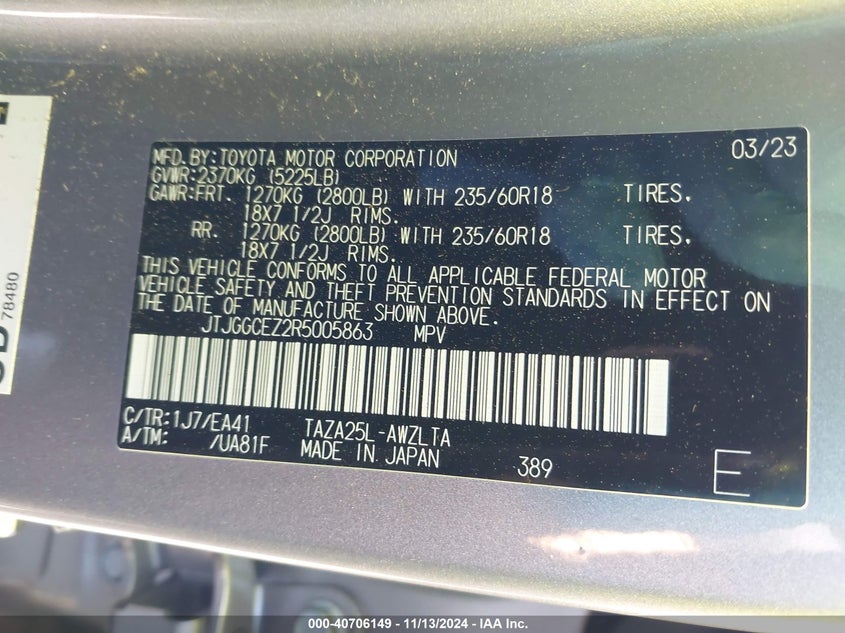 MFD. BY: TOYOTA MOTOR CORPORATION 03/23
GVWR: 2370KG (5225LB)
GAWR: FRT. 1270KG (2800LB) WITH 235/60R18 TIRES.
18X7 1/2J RIMS.
RR. 1270KG (2800LB) WITH 235/60R18 TIRES.
18X7 1/2J RIMS.
THIS VEHICLE CONFORMS TO ALL APPLICABLE FEDERAL MOTOR
VEHICLE SAFETY AND THEFT PREVENTION STANDARDS IN EFFECT ON
THE DATE OF MANUFACTURE SHOWN ABOVE.
JTJGGCEZ2R5005863 MPV
C/TR: 1J7/EA41 TAZA25L-AWZLTA
A/TM: /UA81F MADE IN JAPAN 389 E
78480
000-40706149 - 11/13/2024 - IAA Inc.